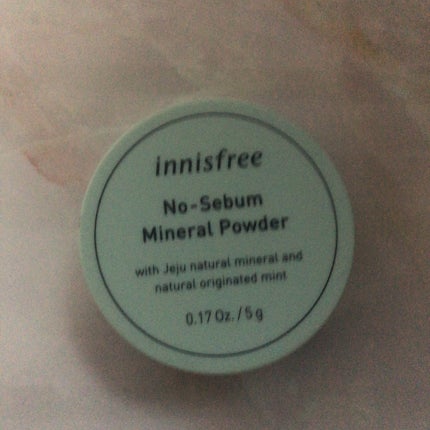 innisfree
No-Sebum
Mineral Powder
with Jeju natural mineral and
natural originated mint
0.17 Oz. / 5 g